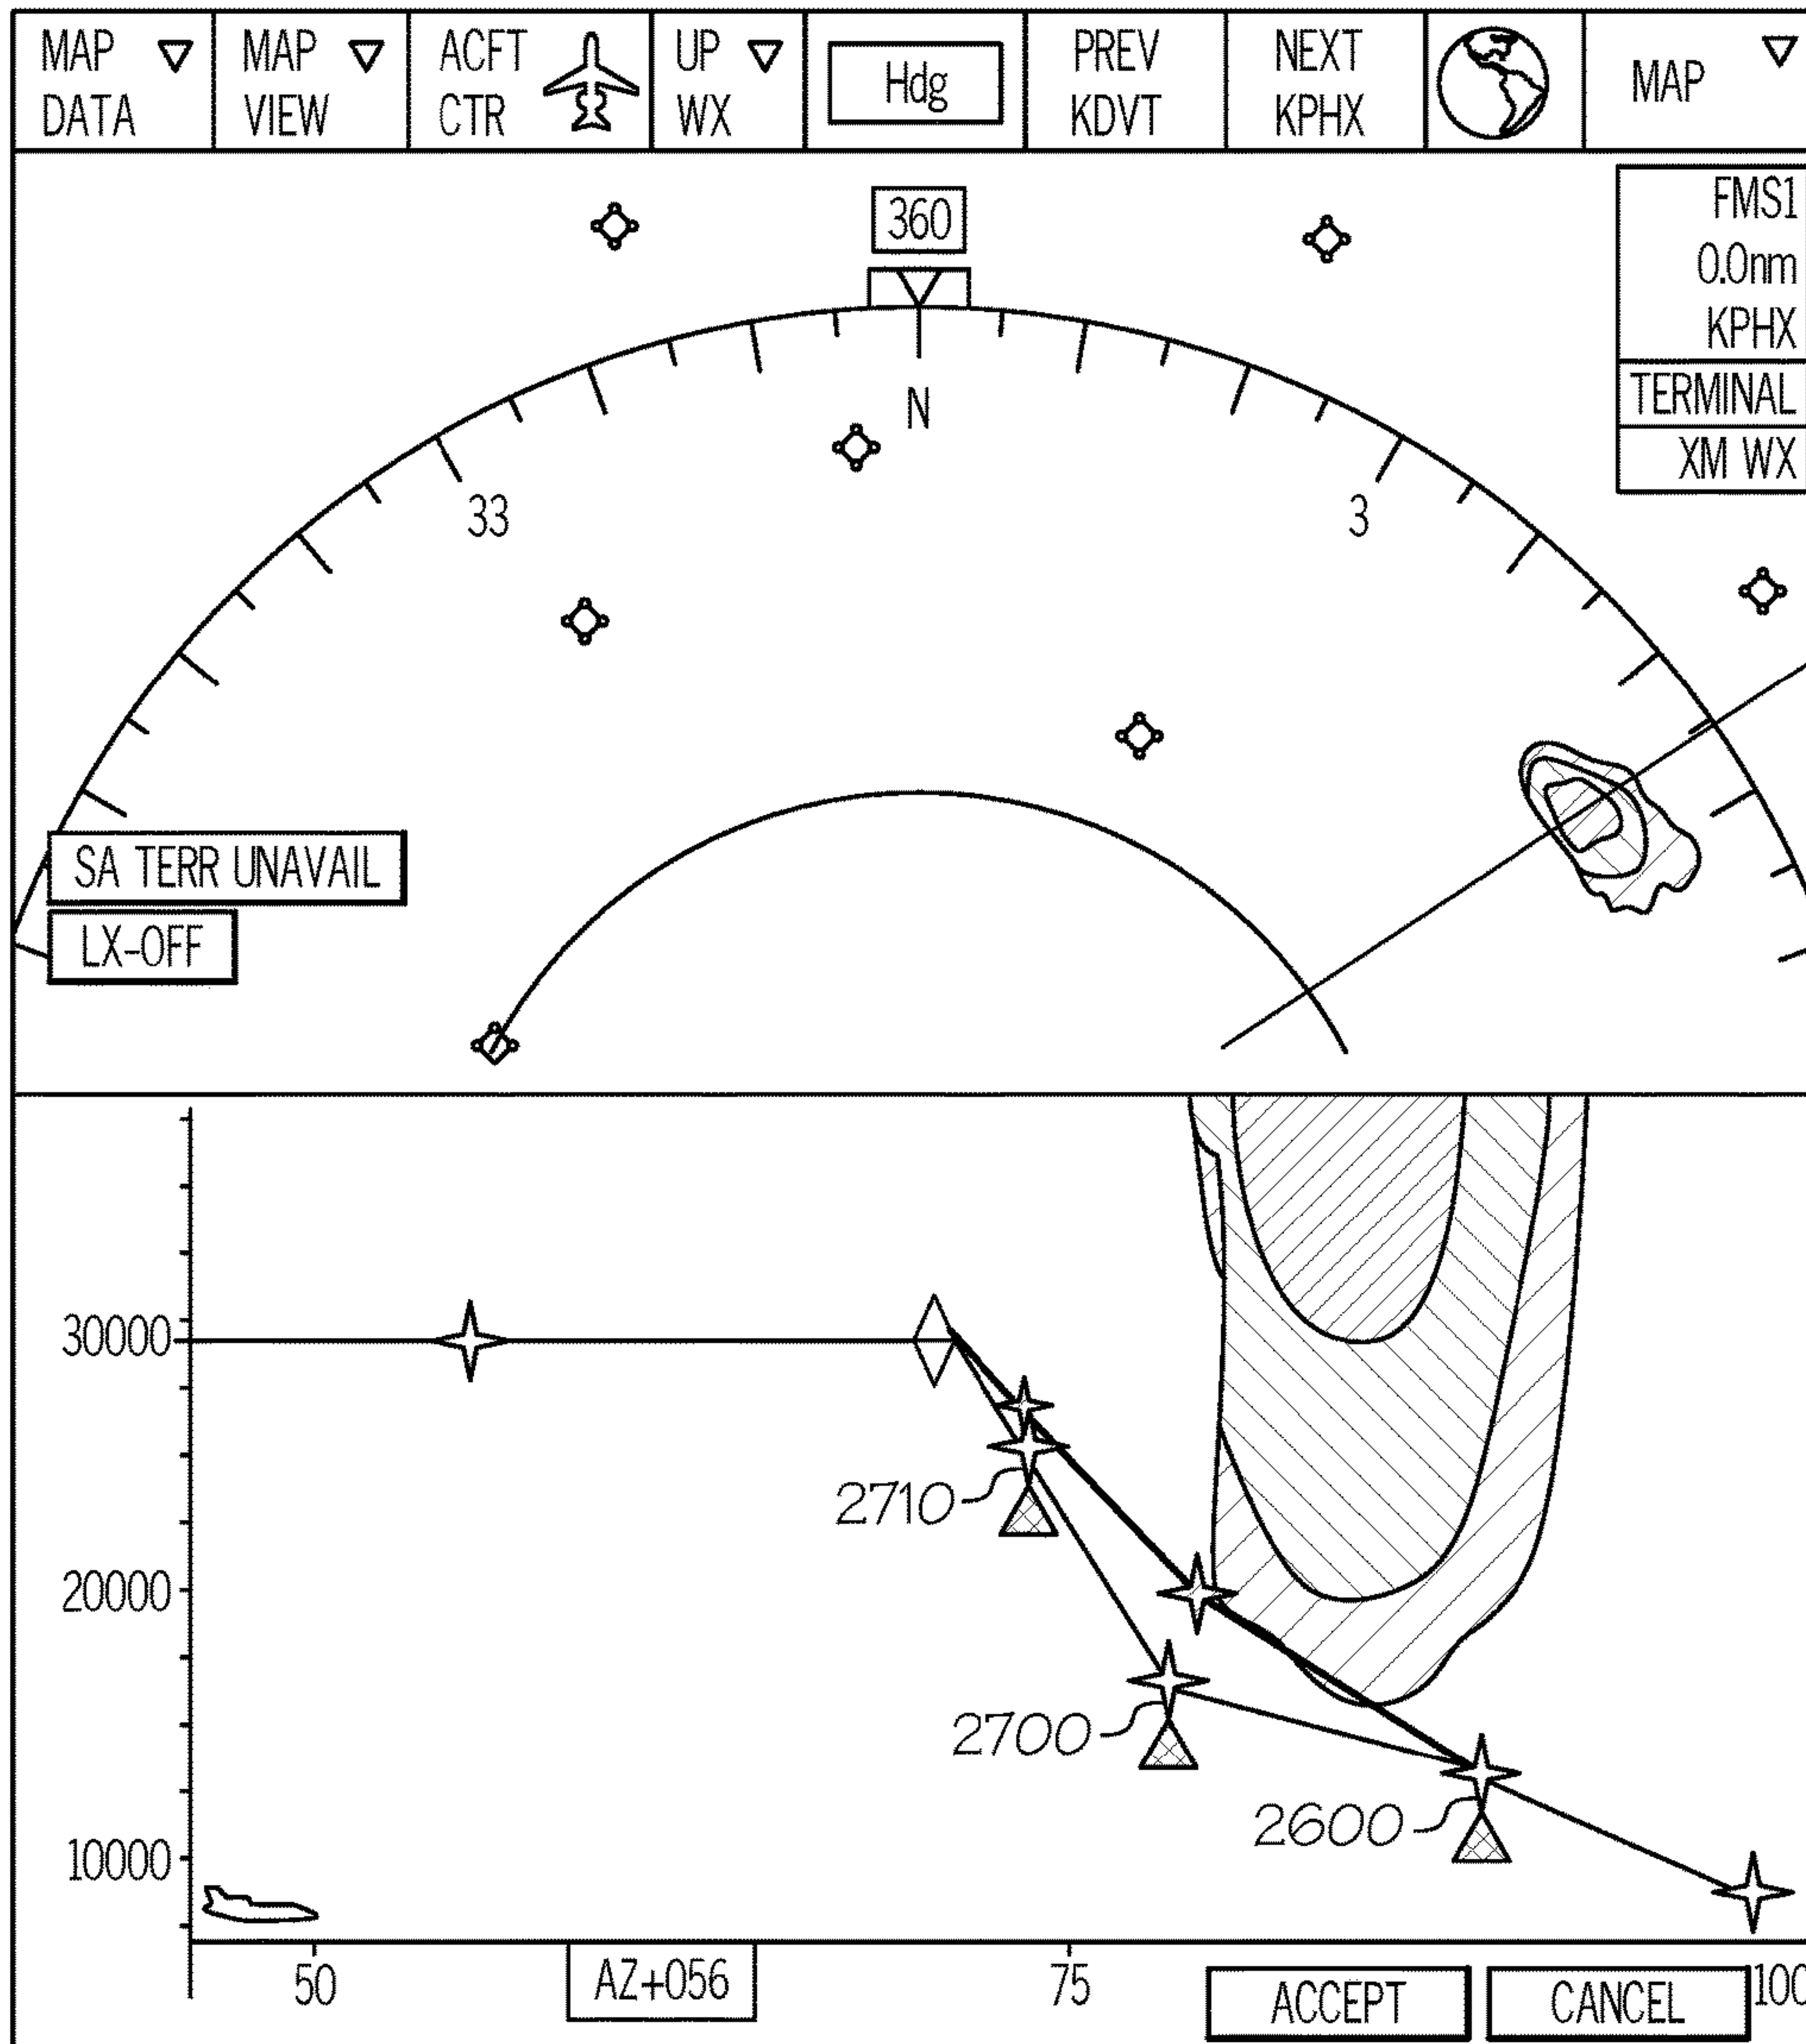 MAP DATA
MAP VIEW
ACFT CTR
UP WX
Hdg
PREV KDVT
NEXT KPHX
MAP
360
FMS1
0.0nm
KPHX
TERMINAL
XM WX
N
33
3
SA TERR UNAVAIL
LX-OFF
30000
2710
20000
2700
2600
10000
50
AZ+056
75
ACCEPT
CANCEL
100